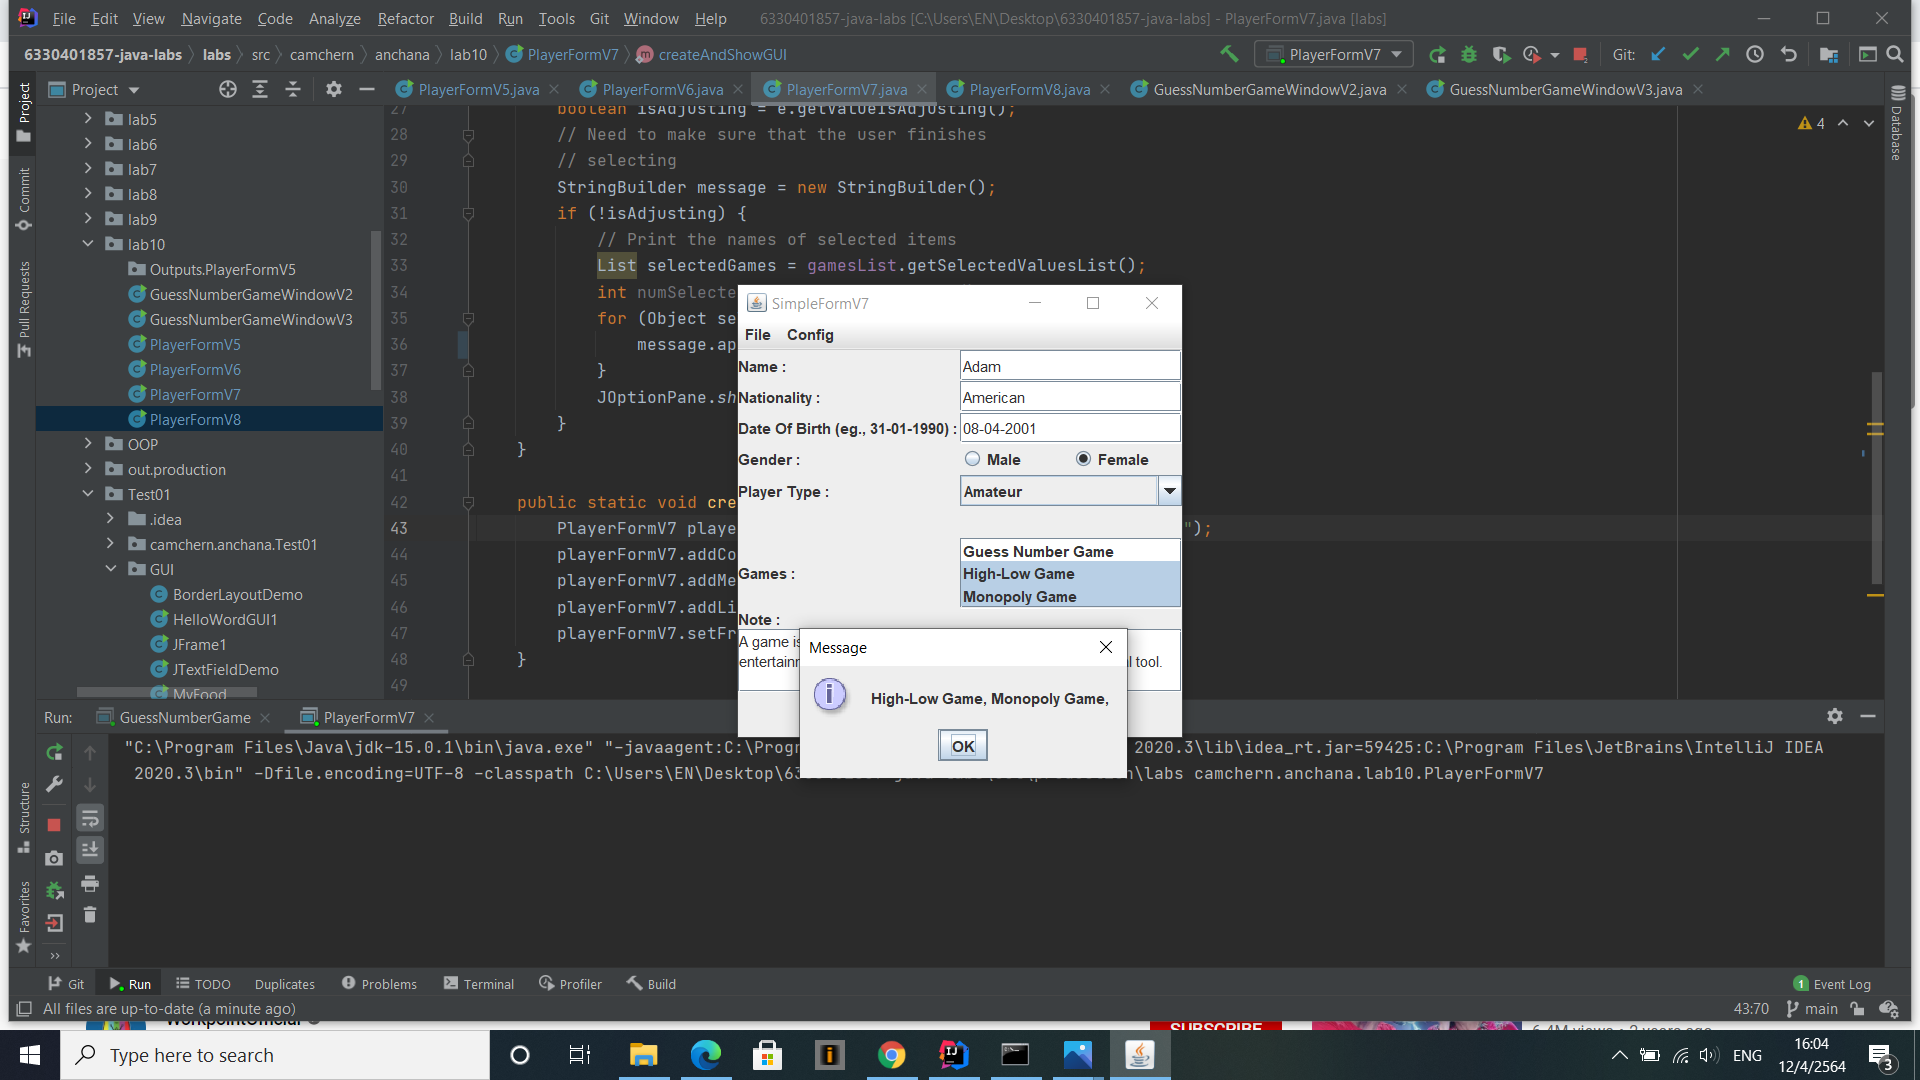 File Edit View Navigate Code Analyze Refactor Build Run Tools Git Window Help 6330401857-java-labs [C:\Users\EN\Desktop\6330401857-java-labs] - PlayerFormV7.java [labs]
6330401857-java-labs labs src camchern anchana lab10 PlayerFormV7 createAndShowGUI PlayerFormV7 Git:
Project PlayerFormV5.java PlayerFormV6.java PlayerFormV7.java PlayerFormV8.java GuessNumberGameWindowV2.java GuessNumberGameWindowV3.java
Project
Commit
Pull Requests
Structure
Favorites
Database
lab5
lab6
lab7
lab8
lab9
lab10
Outputs.PlayerFormV5
GuessNumberGameWindowV2
GuessNumberGameWindowV3
PlayerFormV5
PlayerFormV6
PlayerFormV7
PlayerFormV8
OOP
out.production
Test01
.idea
camchern.anchana.Test01
GUI
BorderLayoutDemo
HelloWordGUI1
JFrame1
JTextFieldDemo
MyFood
27 boolean isAdjusting = e.getValueIsAdjusting();
28 // Need to make sure that the user finishes
29 // selecting
30 StringBuilder message = new StringBuilder();
31 if (!isAdjusting) {
32 // Print the names of selected items
33 List selectedGames = gamesList.getSelectedValuesList();
34 int numSelecte
35 for (Object se
36 message.ap
37 }
38 JOptionPane.sh
39 }
40 }
41
42 public static void cre
43 PlayerFormV7 player ");
44 playerFormV7.addCo
45 playerFormV7.addMe
46 playerFormV7.addLi
47 playerFormV7.setFr
48 }
49
4
SimpleFormV7
File Config
Name : Adam
Nationality : American
Date Of Birth (eg., 31-01-1990) : 08-04-2001
Gender : Male Female
Player Type : Amateur
Games :
Guess Number Game
High-Low Game
Monopoly Game
Note :
A game is
entertainm l tool.
Message
High-Low Game, Monopoly Game,
OK
Run: GuessNumberGame PlayerFormV7
"C:\Program Files\Java\jdk-15.0.1\bin\java.exe" "-javaagent:C:\Progra 2020.3\lib\idea_rt.jar=59425:C:\Program Files\JetBrains\IntelliJ IDEA
2020.3\bin" -Dfile.encoding=UTF-8 -classpath C:\Users\EN\Desktop\63 \labs camchern.anchana.lab10.PlayerFormV7
Git Run TODO Duplicates Problems Terminal Profiler Build 1 Event Log
All files are up-to-date (a minute ago) 43:70 main
WorkpointOfficial SUBSCRIBE
Type here to search ENG 16:04
12/4/2564 3